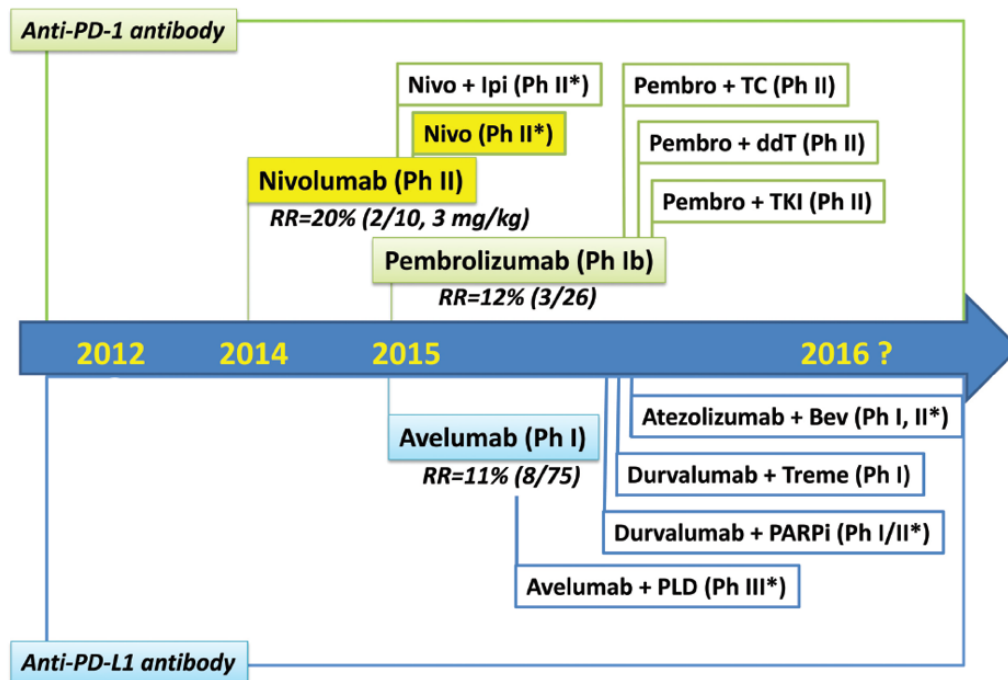 Anti-PD-1 antibody
Nivo + Ipi (Ph II*)
Nivo (Ph II*)
Nivolumab (Ph II)
RR=20% (2/10, 3 mg/kg)
Pembro + TC (Ph II)
Pembro + ddT (Ph II)
Pembro + TKI (Ph II)
Pembrolizumab (Ph Ib)
RR=12% (3/26)
2012
2014
2015
2016 ?
Avelumab (Ph I)
RR=11% (8/75)
Atezolizumab + Bev (Ph I, II*)
Durvalumab + Treme (Ph I)
Durvalumab + PARPi (Ph I/II*)
Avelumab + PLD (Ph III*)
Anti-PD-L1 antibody